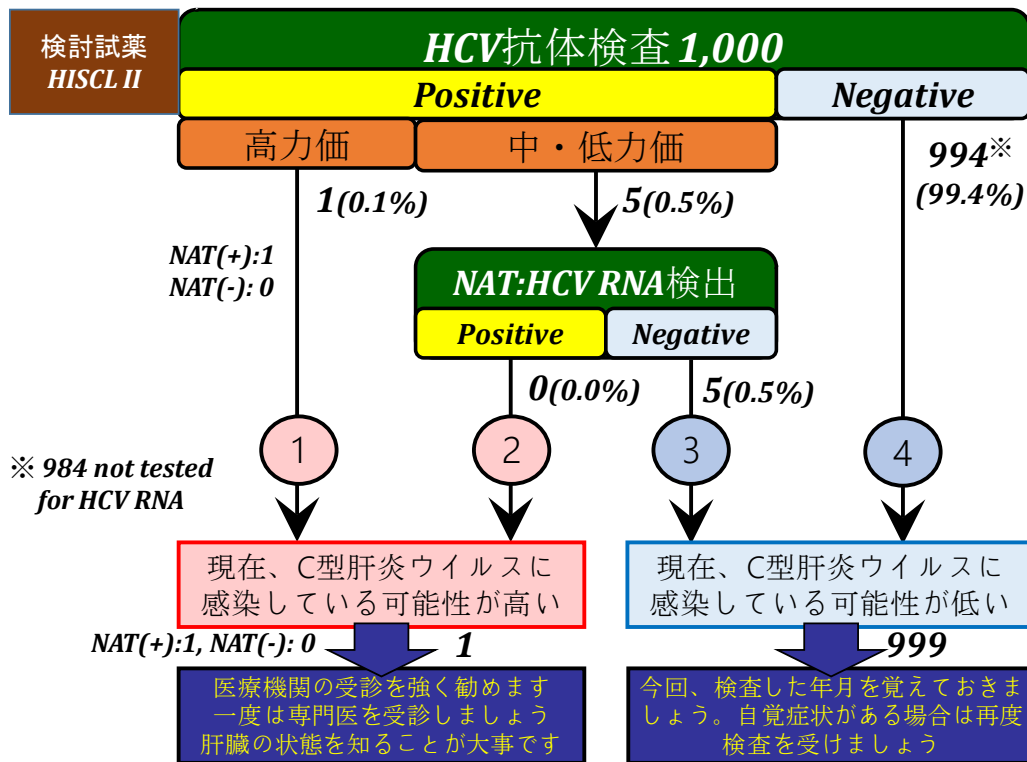 検討試薬
HISCL II
HCV抗体検査 1,000
Positive
Negative
高力価
中・低力価
994※
(99.4%)
1(0.1%)
5(0.5%)
NAT(+):1
NAT(-): 0
NAT:HCV RNA検出
Positive
Negative
0(0.0%)
5(0.5%)
1
2
3
4
※ 984 not tested
for HCV RNA
現在、C型肝炎ウイルスに
感染している可能性が高い
現在、C型肝炎ウイルスに
感染している可能性が低い
NAT(+):1, NAT(-): 0
1
999
医療機関の受診を強く勧めます
一度は専門医を受診しましょう
肝臓の状態を知ることが大事です
今回、検査した年月を覚えておきま
しょう。自覚症状がある場合は再度
検査を受けましょう